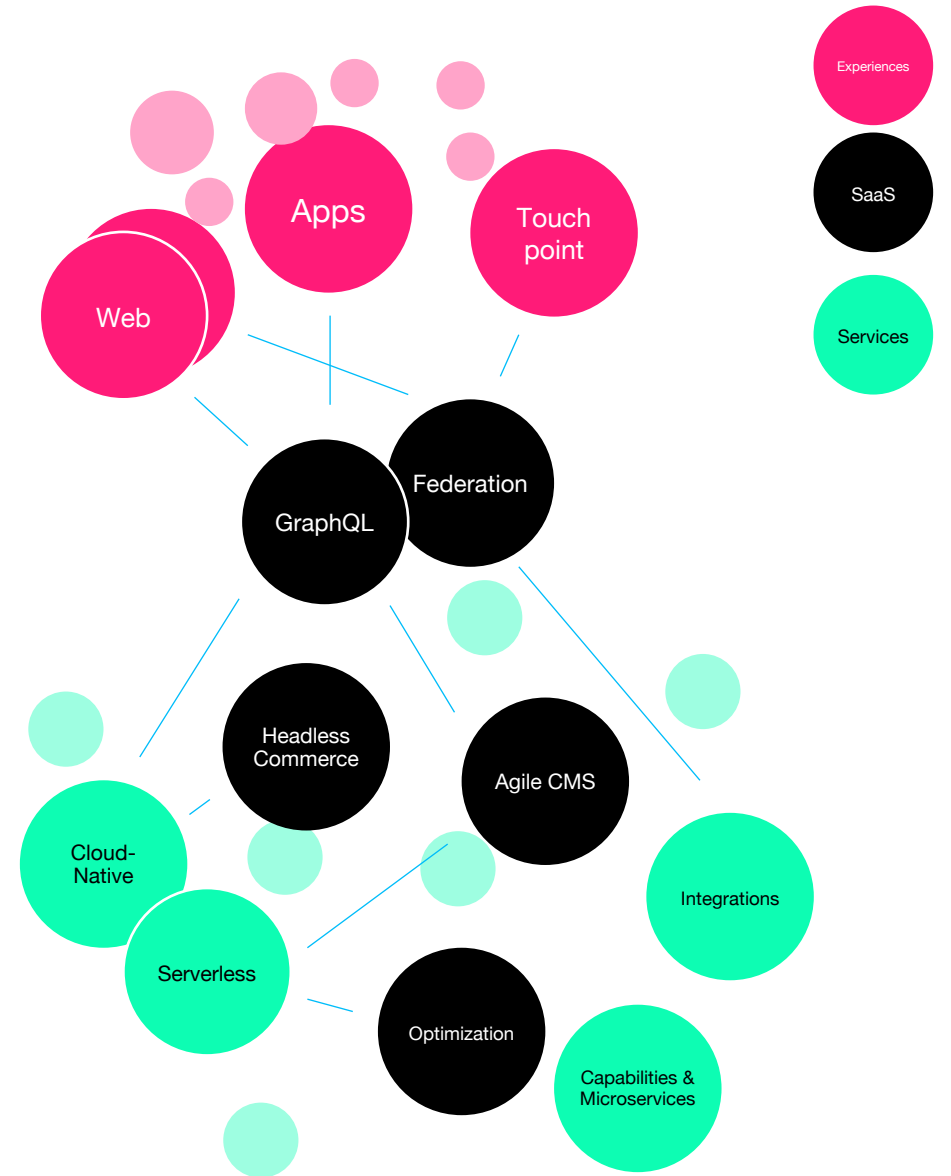 Experiences
SaaS
Services
Apps
Touch
point
Web
Federation
GraphQL
Headless
Commerce
Agile CMS
Cloud-
Native
Integrations
Serverless
Optimization
Capabilities &
Microservices